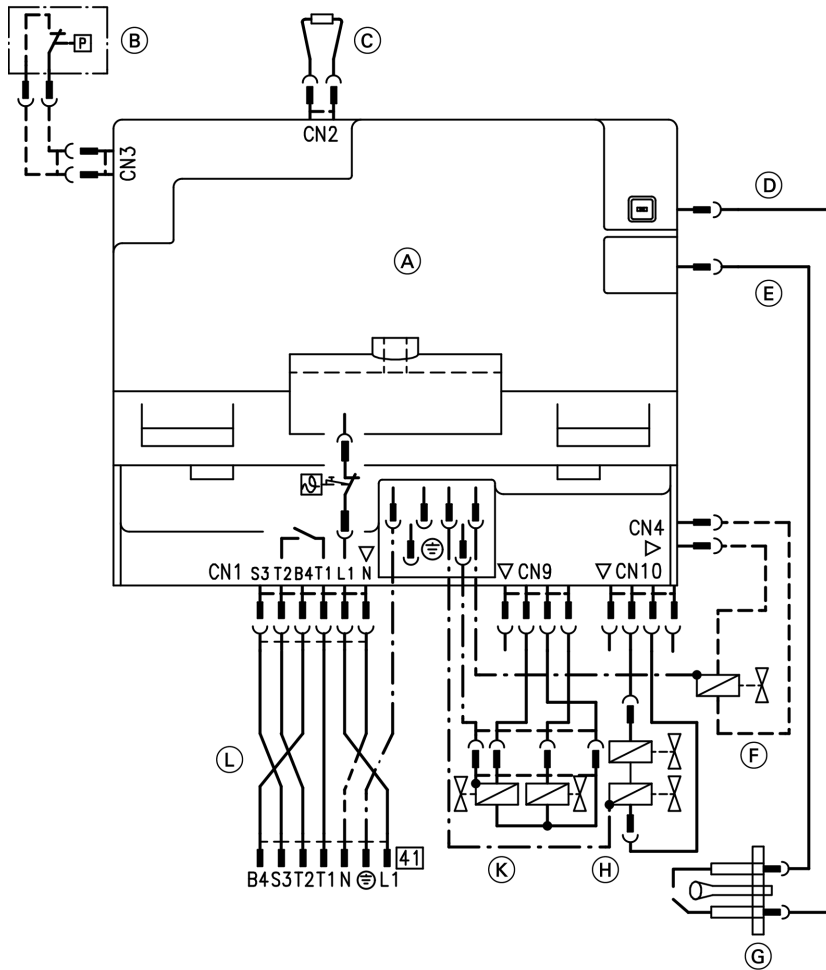 P
B
C
CN2
CN3
D
A
E
ϑ
CN4
CN1 S3 T2 B4 T1 L1 N
CN9
CN10
L
F
41
B4 S3 T2 T1 N L1
K
H
G